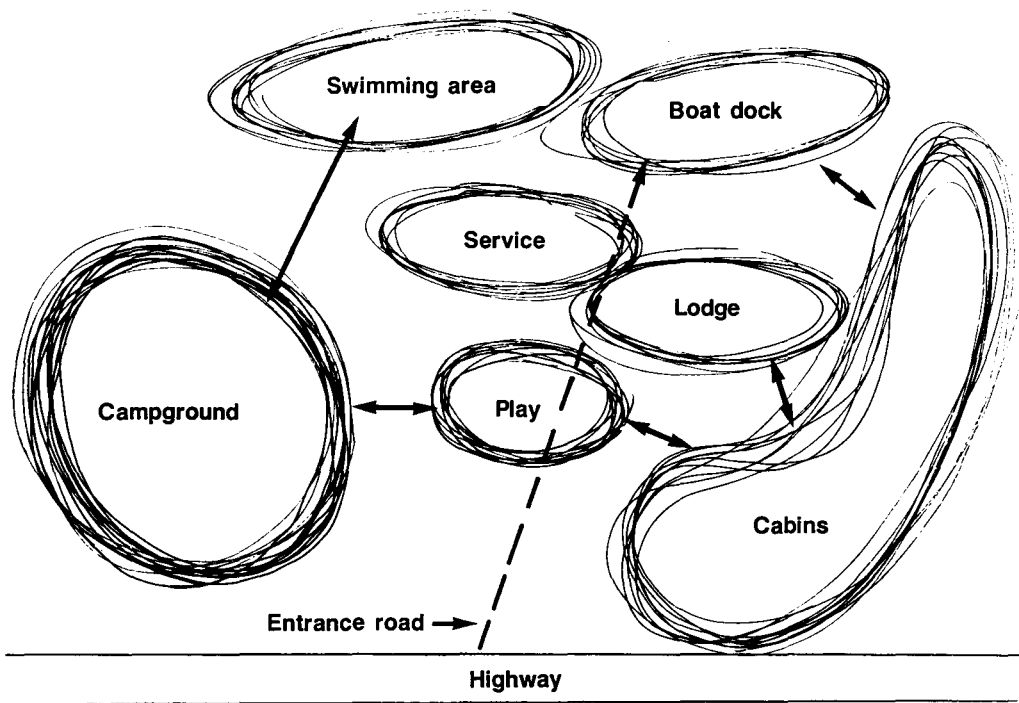 Swimming area
Boat dock
Service
Lodge
Campground
Play
Cabins
Entrance road
Highway